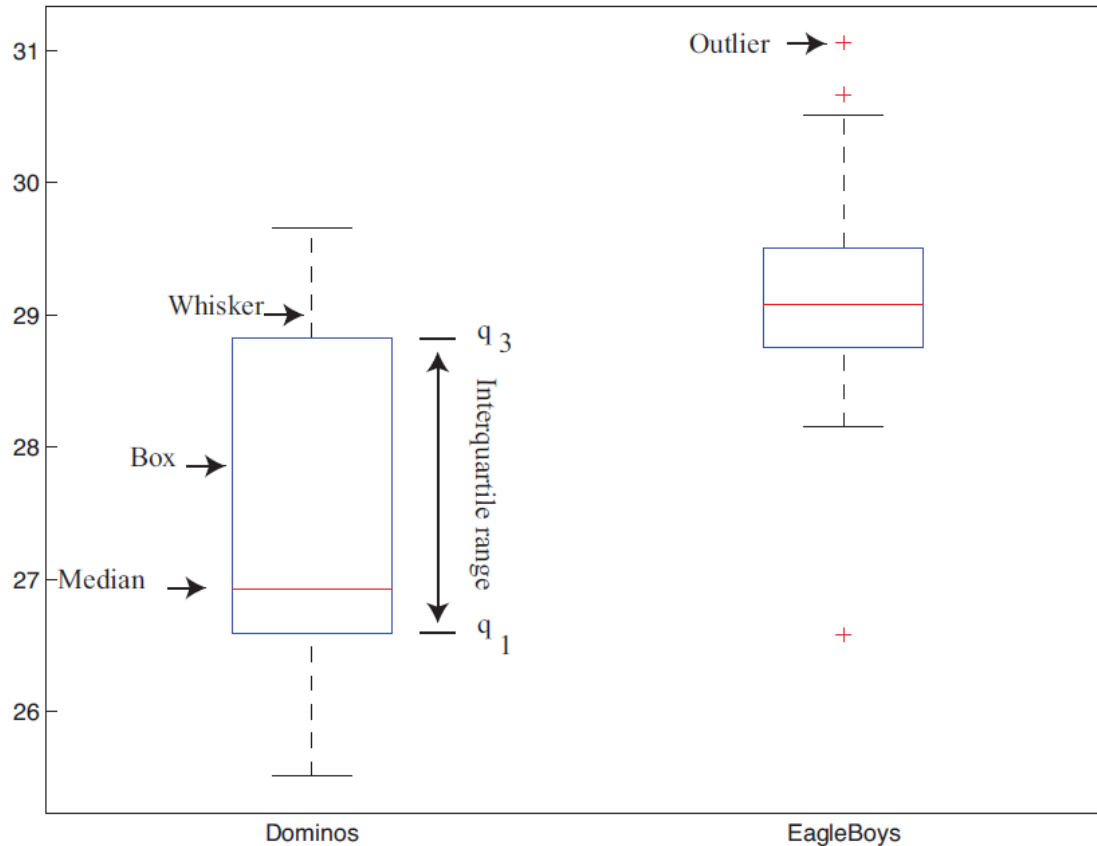 31
Outlier
30
Whisker
29
q 3
28
Box
Interquartile range
27
Median
q 1
26
Dominos
EagleBoys